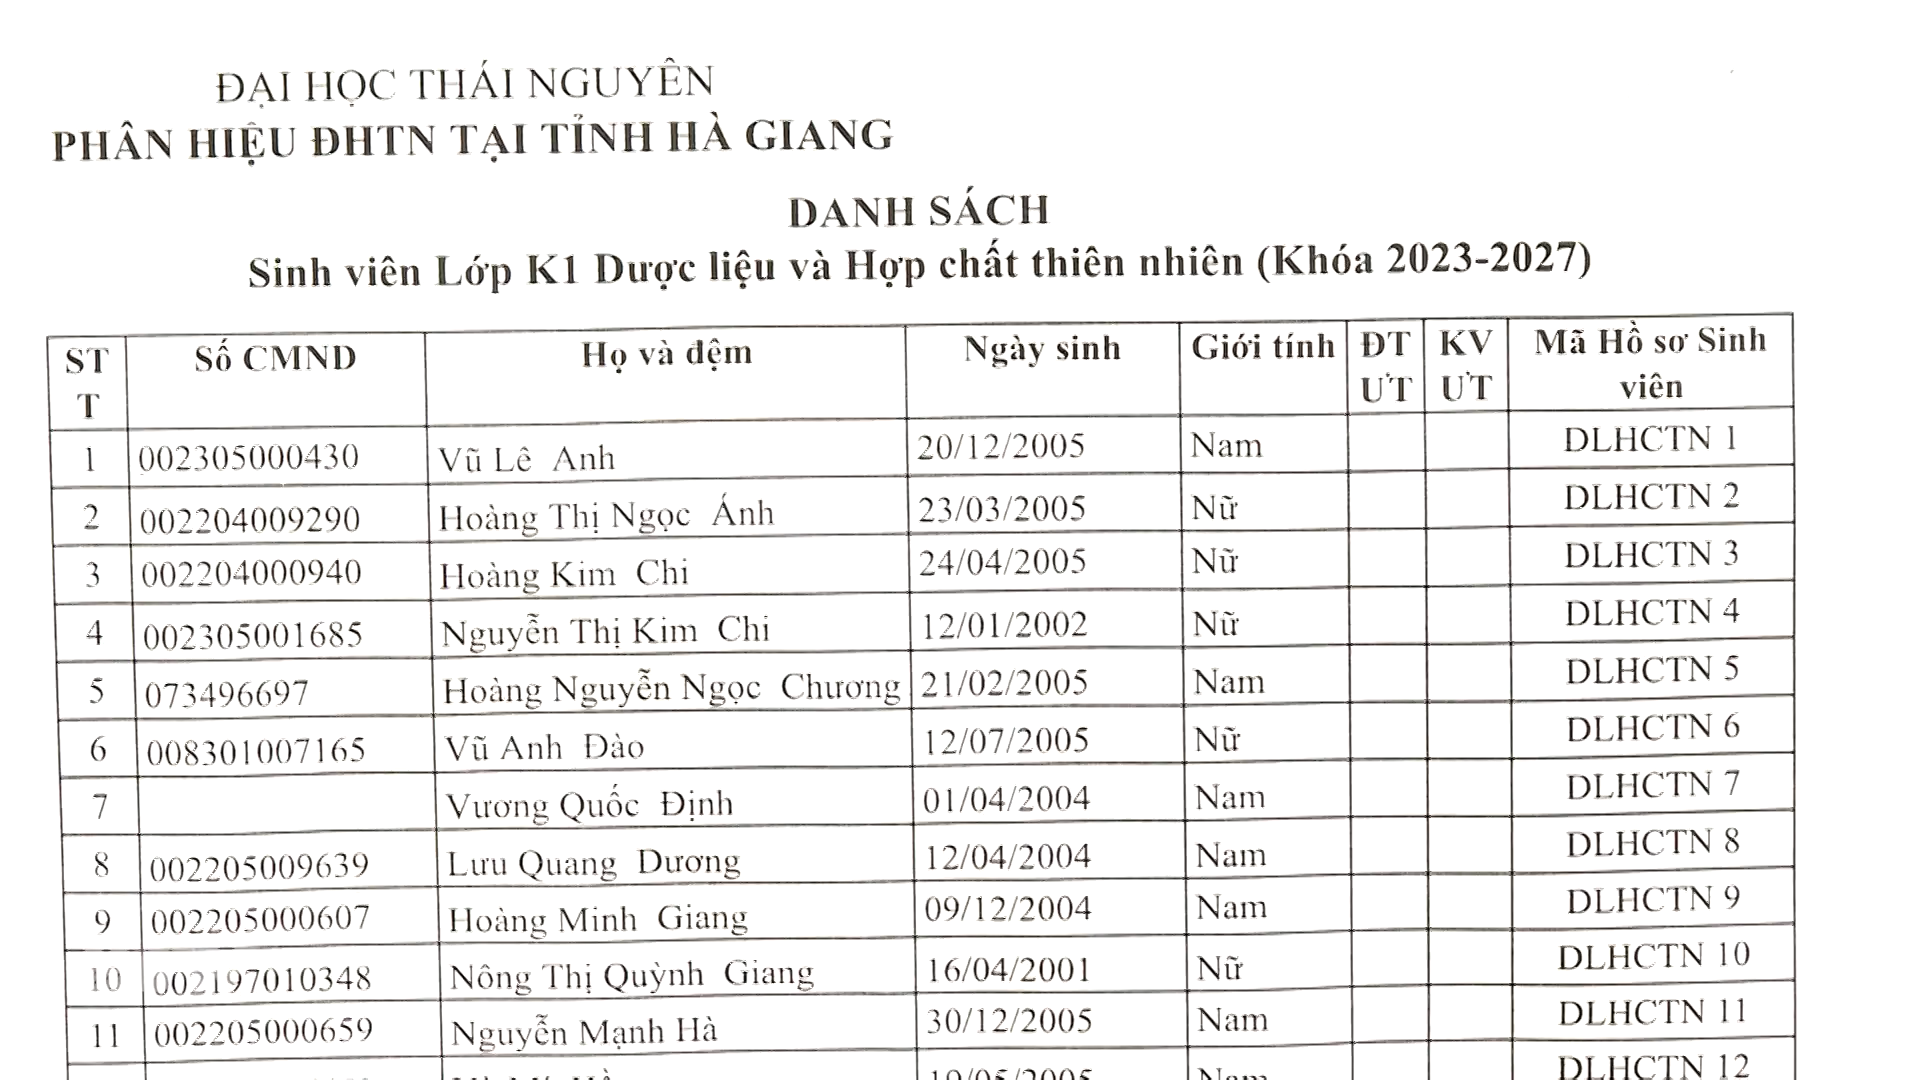 ĐẠI HỌC THÁI NGUYÊN
PHÂN HIỆU ĐHTN TẠI TỈNH HÀ GIANG
DANH SÁCH
Sinh viên Lớp K1 Dược liệu và Hợp chất thiên nhiên (Khóa 2023-2027)
STT Số CMND Họ và đệm Ngày sinh Giới tính ĐT ƯT KV ƯT Mã Hồ sơ Sinh viên
1 002305000430 Vũ Lê Anh 20/12/2005 Nam DLHCTN 1
2 002204009290 Hoàng Thị Ngọc Ánh 23/03/2005 Nữ DLHCTN 2
3 002204000940 Hoàng Kim Chi 24/04/2005 Nữ DLHCTN 3
4 002305001685 Nguyễn Thị Kim Chi 12/01/2002 Nữ DLHCTN 4
5 073496697 Hoàng Nguyễn Ngọc Chương 21/02/2005 Nam DLHCTN 5
6 008301007165 Vũ Anh Đào 12/07/2005 Nữ DLHCTN 6
7 Vương Quốc Định 01/04/2004 Nam DLHCTN 7
8 002205009639 Lưu Quang Dương 12/04/2004 Nam DLHCTN 8
9 002205000607 Hoàng Minh Giang 09/12/2004 Nam DLHCTN 9
10 002197010348 Nông Thị Quỳnh Giang 16/04/2001 Nữ DLHCTN 10
11 002205000659 Nguyễn Mạnh Hà 30/12/2005 Nam DLHCTN 11
19/05/2005 Nam DLHCTN 12